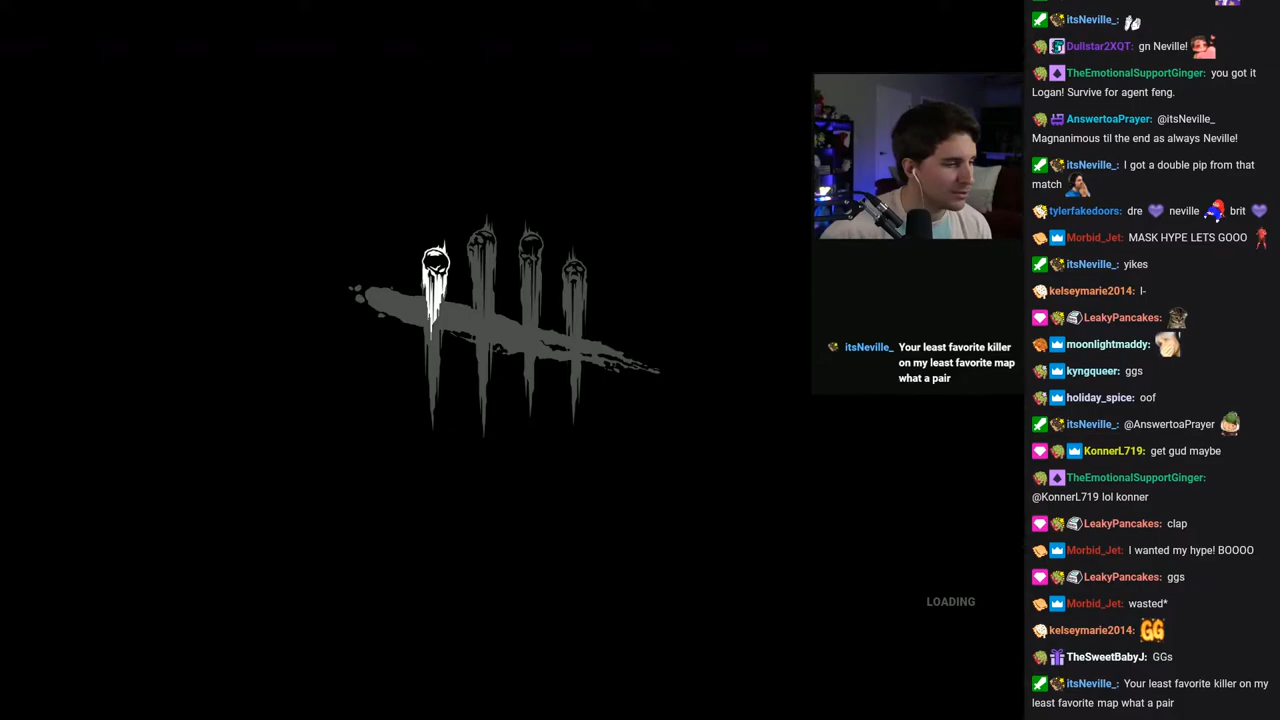 itsNeville_:
Dullstar2XQT: gn Neville!
TheEmotionalSupportGinger: you got it
Logan! Survive for agent feng.
AnswertoaPrayer: @itsNeville_
Magnanimous til the end as always Neville!
itsNeville_: I got a double pip from that
match
tylerfakedoors: dre neville brit
Morbid_Jet: MASK HYPE LETS GOOO
itsNeville_: yikes
kelseymarie2014: I-
LeakyPancakes:
moonlightmaddy:
kyngqueer: ggs
holiday_spice: oof
itsNeville_: @AnswertoaPrayer
KonnerL719: get gud maybe
TheEmotionalSupportGinger:
@KonnerL719 lol konner
LeakyPancakes: clap
Morbid_Jet: I wanted my hype! BOOOO
LeakyPancakes: ggs
Morbid_Jet: wasted*
kelseymarie2014: GG
TheSweetBabyJ: GGs
itsNeville_: Your least favorite killer on my
least favorite map what a pair
itsNeville_ Your least favorite killer
on my least favorite map
what a pair
LOADING